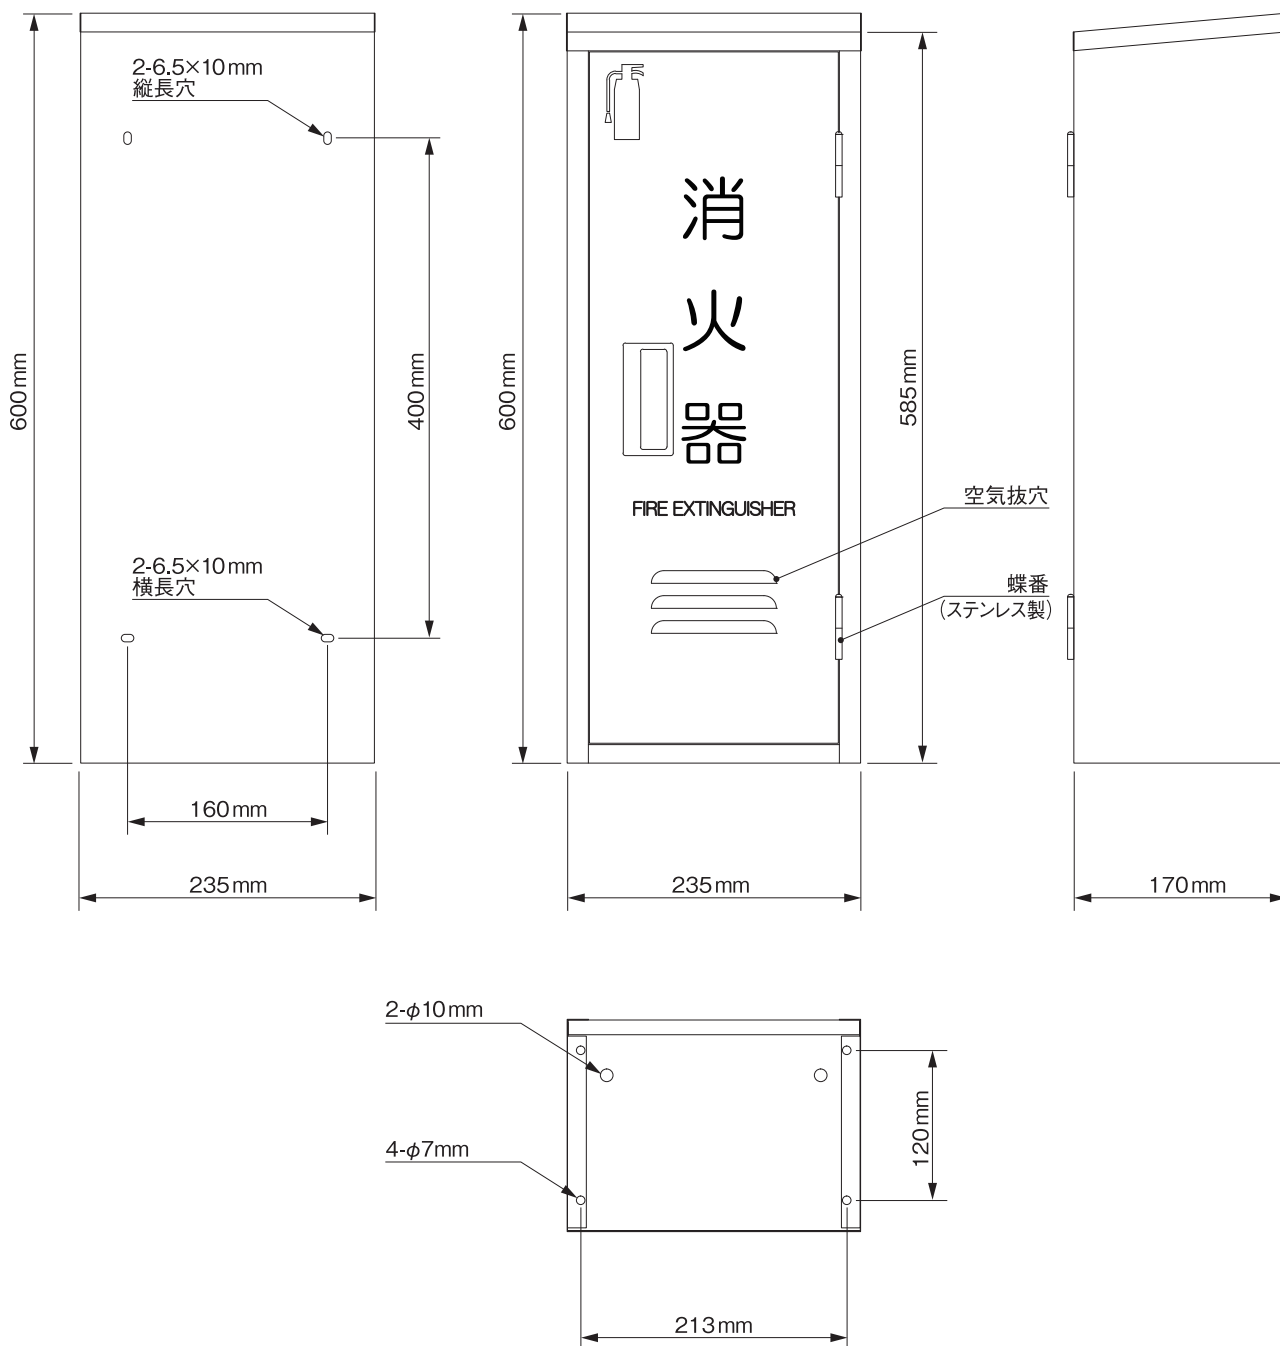 2-6.5×10mm
縦長穴
600mm
400mm
2-6.5×10mm
横長穴
160mm
235mm
消
火
器
FIRE EXTINGUISHER
600mm
585mm
空気抜穴
蝶番
(ステンレス製)
235mm
170mm
2-φ10mm
4-φ7mm
120mm
213mm